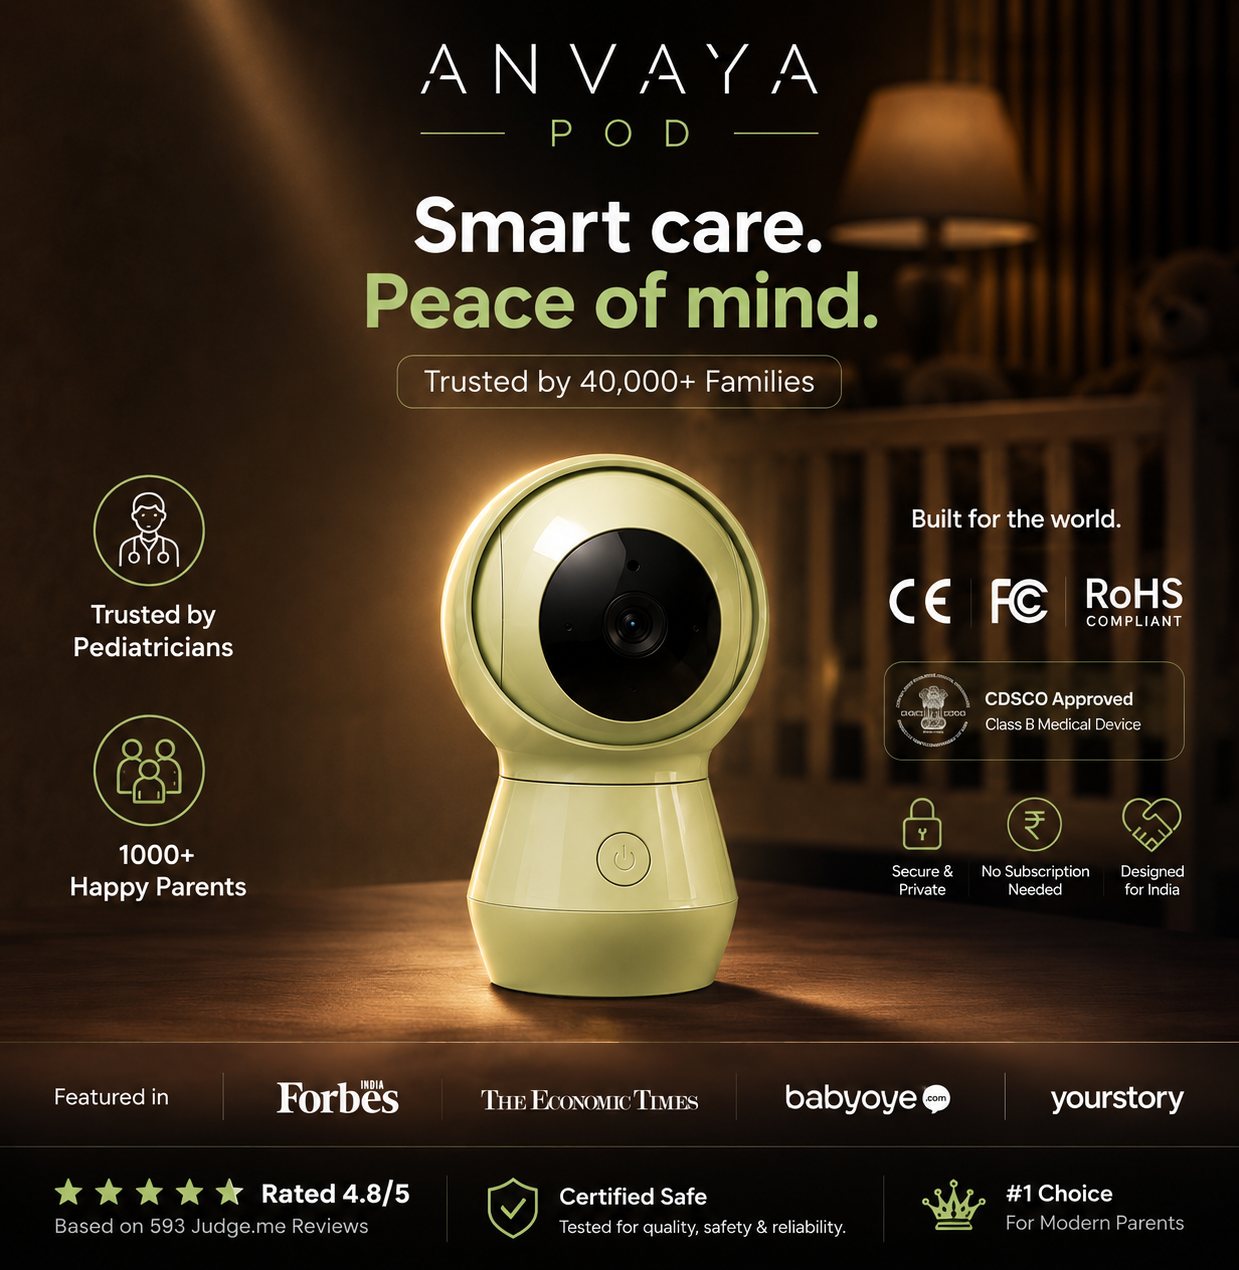 ANVAYA
POD
Smart care.
Peace of mind.
Trusted by 40,000+ Families
Trusted by
Pediatricians
1000+
Happy Parents
Built for the world.
CE
FC
RoHS
COMPLIANT
CDSCO Approved
Class B Medical Device
₹
Secure &
Private
No Subscription
Needed
Designed
for India
Featured in
Forbes
INDIA
THE ECONOMIC TIMES
babyoye.com
yourstory
Rated 4.8/5
Based on 593 Judge.me Reviews
Certified Safe
Tested for quality, safety & reliability.
#1 Choice
For Modern Parents